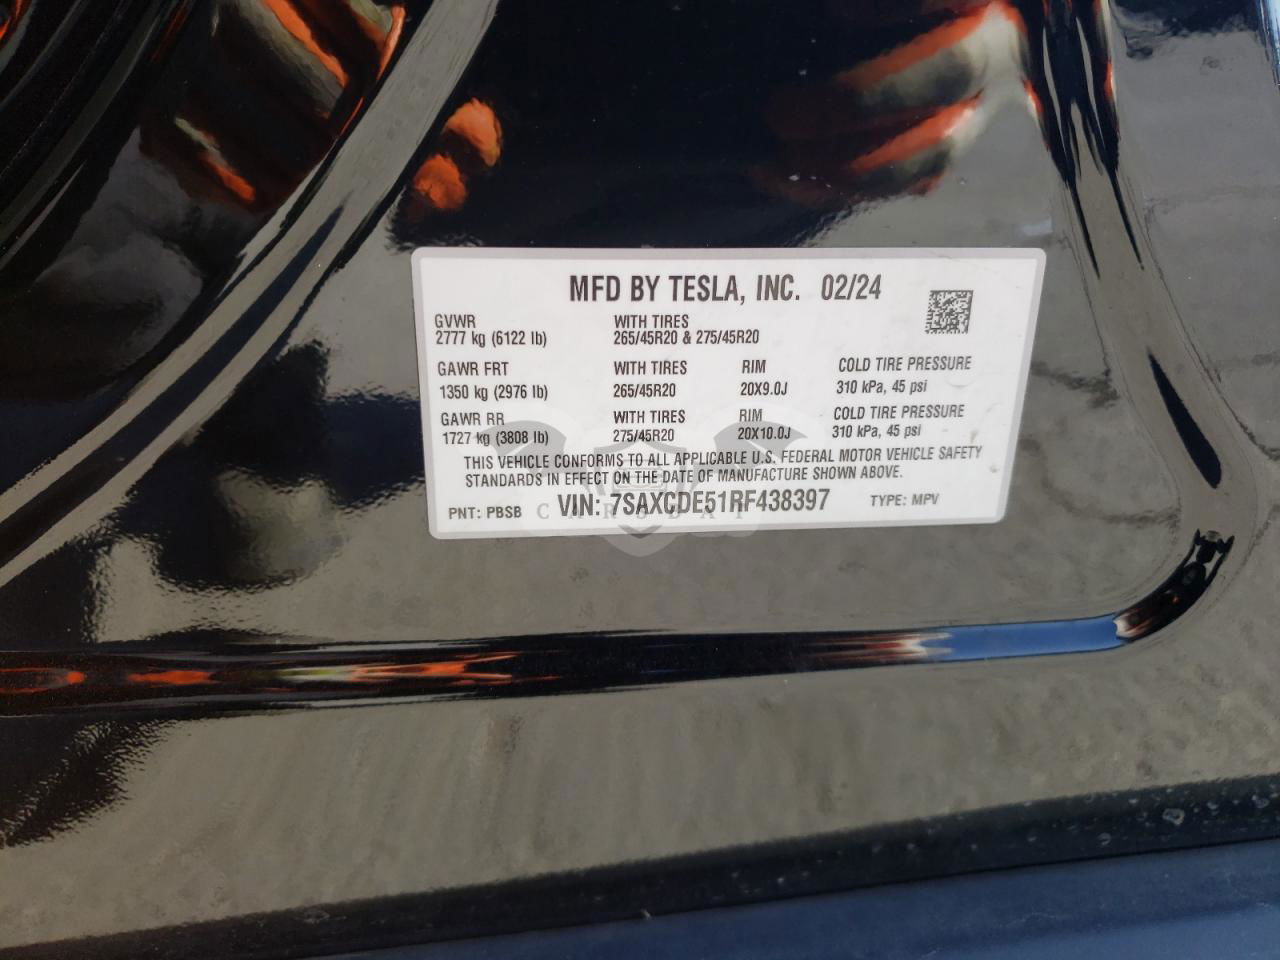 MFD BY TESLA, INC. 02/24
GVWR WITH TIRES
2777 kg (6122 lb) 265/45R20 & 275/45R20
GAWR FRT WITH TIRES RIM COLD TIRE PRESSURE
1350 kg (2976 lb) 265/45R20 20X9.0J 310 kPa, 45 psi
GAWR RR WITH TIRES RIM COLD TIRE PRESSURE
1727 kg (3808 lb) 275/45R20 20X10.0J 310 kPa, 45 psi
THIS VEHICLE CONFORMS TO ALL APPLICABLE U.S. FEDERAL MOTOR VEHICLE SAFETY
STANDARDS IN EFFECT ON THE DATE OF MANUFACTURE SHOWN ABOVE.
PNT: PBSB VIN: 7SAXCDE51RF438397 TYPE: MPV